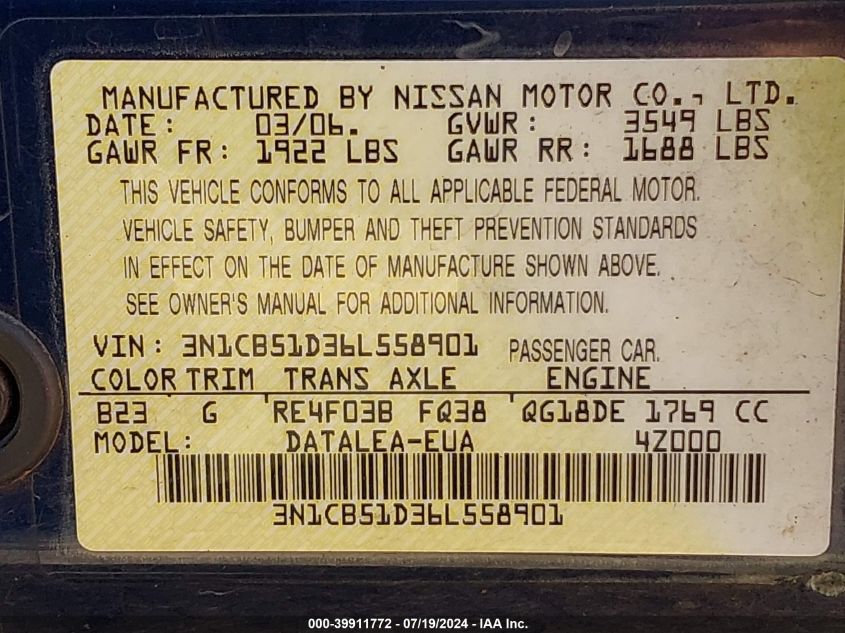 MANUFACTURED BY NISSAN MOTOR CO., LTD.
DATE: 03/06. GVWR: 3549 LBS
GAWR FR: 1922 LBS GAWR RR: 1688 LBS
THIS VEHICLE CONFORMS TO ALL APPLICABLE FEDERAL MOTOR.
VEHICLE SAFETY, BUMPER AND THEFT PREVENTION STANDARDS
IN EFFECT ON THE DATE OF MANUFACTURE SHOWN ABOVE.
SEE OWNER'S MANUAL FOR ADDITIONAL INFORMATION.
VIN: 3N1CB51D36L558901 PASSENGER CAR.
COLOR TRIM TRANS AXLE ENGINE
B23 G RE4F03B FQ38 QG18DE 1769 CC
MODEL: DATALEA-EUA 4Z000
3N1CB51D36L558901
000-39911772 - 07/19/2024 - IAA Inc.